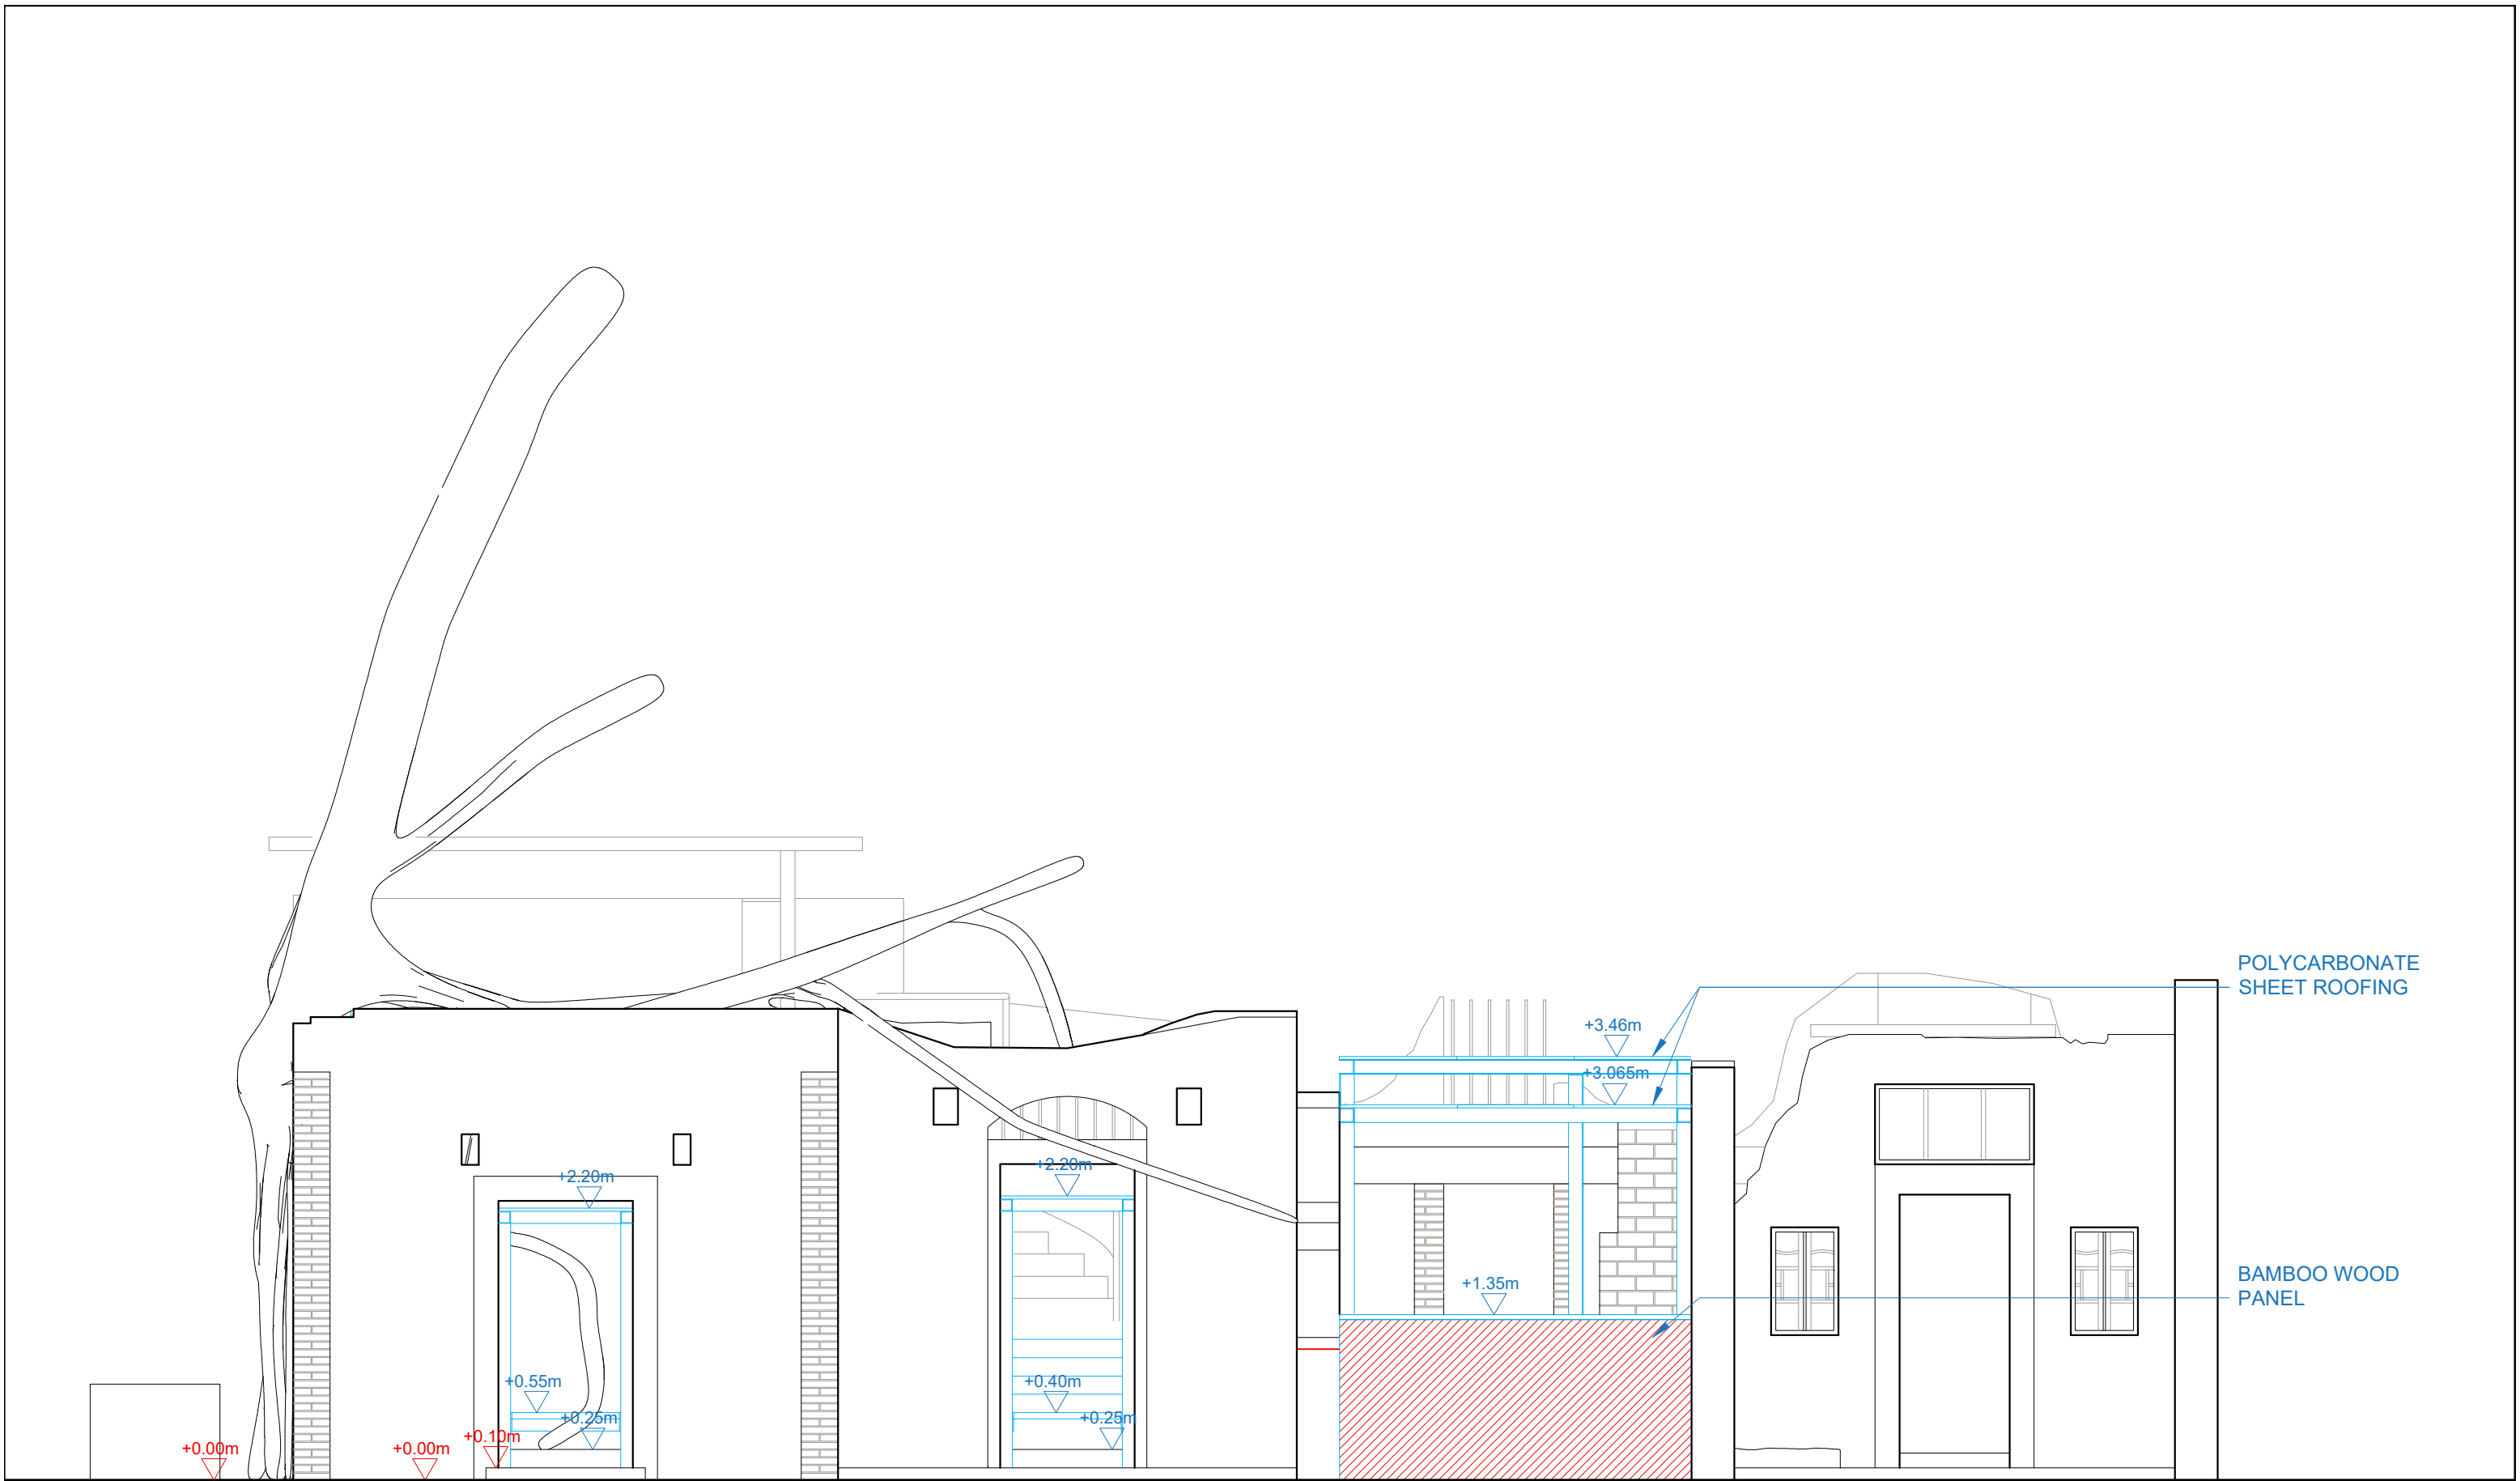 POLYCARBONATE
SHEET ROOFING
+3.46m
+3.065m
+2.20m
+2.20m
BAMBOO WOOD
PANEL
+1.35m
+0.55m
+0.40m
+0.25m
+0.25m
+0.10m
+0.00m
+0.00m